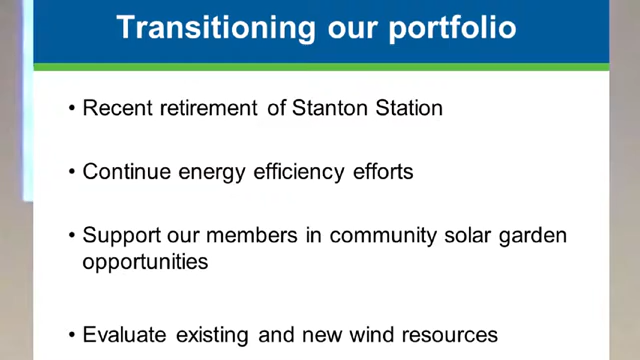 Transitioning our portfolio
• Recent retirement of Stanton Station
• Continue energy efficiency efforts
• Support our members in community solar garden
opportunities
• Evaluate existing and new wind resources